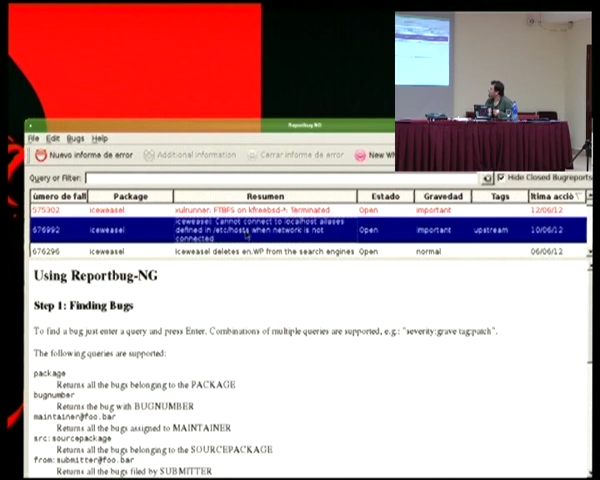 Reportbug-NG
File Edit Bugs Help
Nuevo informe de error Additional Information Cerrar informe de error New
Query or Filter: Hide Closed Bugreports
úmero de fall Package Resumen Estado Gravedad Tags ltima acció
575302 iceweasel xulrunner: FTBFS on kfreebsd-*: Terminated Open important 12/06/12
676992 iceweasel iceweasel: Cannot connect to localhost aliases defined in /etc/hosts when network is not connected Open important upstream 10/06/12
676296 iceweasel iceweasel deletes en.WP from the search engines Open normal 06/06/12
Using Reportbug-NG
Step 1: Finding Bugs
To find a bug just enter a query and press Enter. Combinations of multiple queries are supported, e.g.: "severity:grave tag:patch".
The following queries are supported:
package
Returns all the bugs belonging to the PACKAGE
bugnumber
Returns the bug with BUGNUMBER
maintainer@foo.bar
Returns all the bugs assigned to MAINTAINER
src:sourcepackage
Returns all the bugs belonging to the SOURCEPACKAGE
from:submitter@foo.bar
Returns all the bugs filed by SUBMITTER